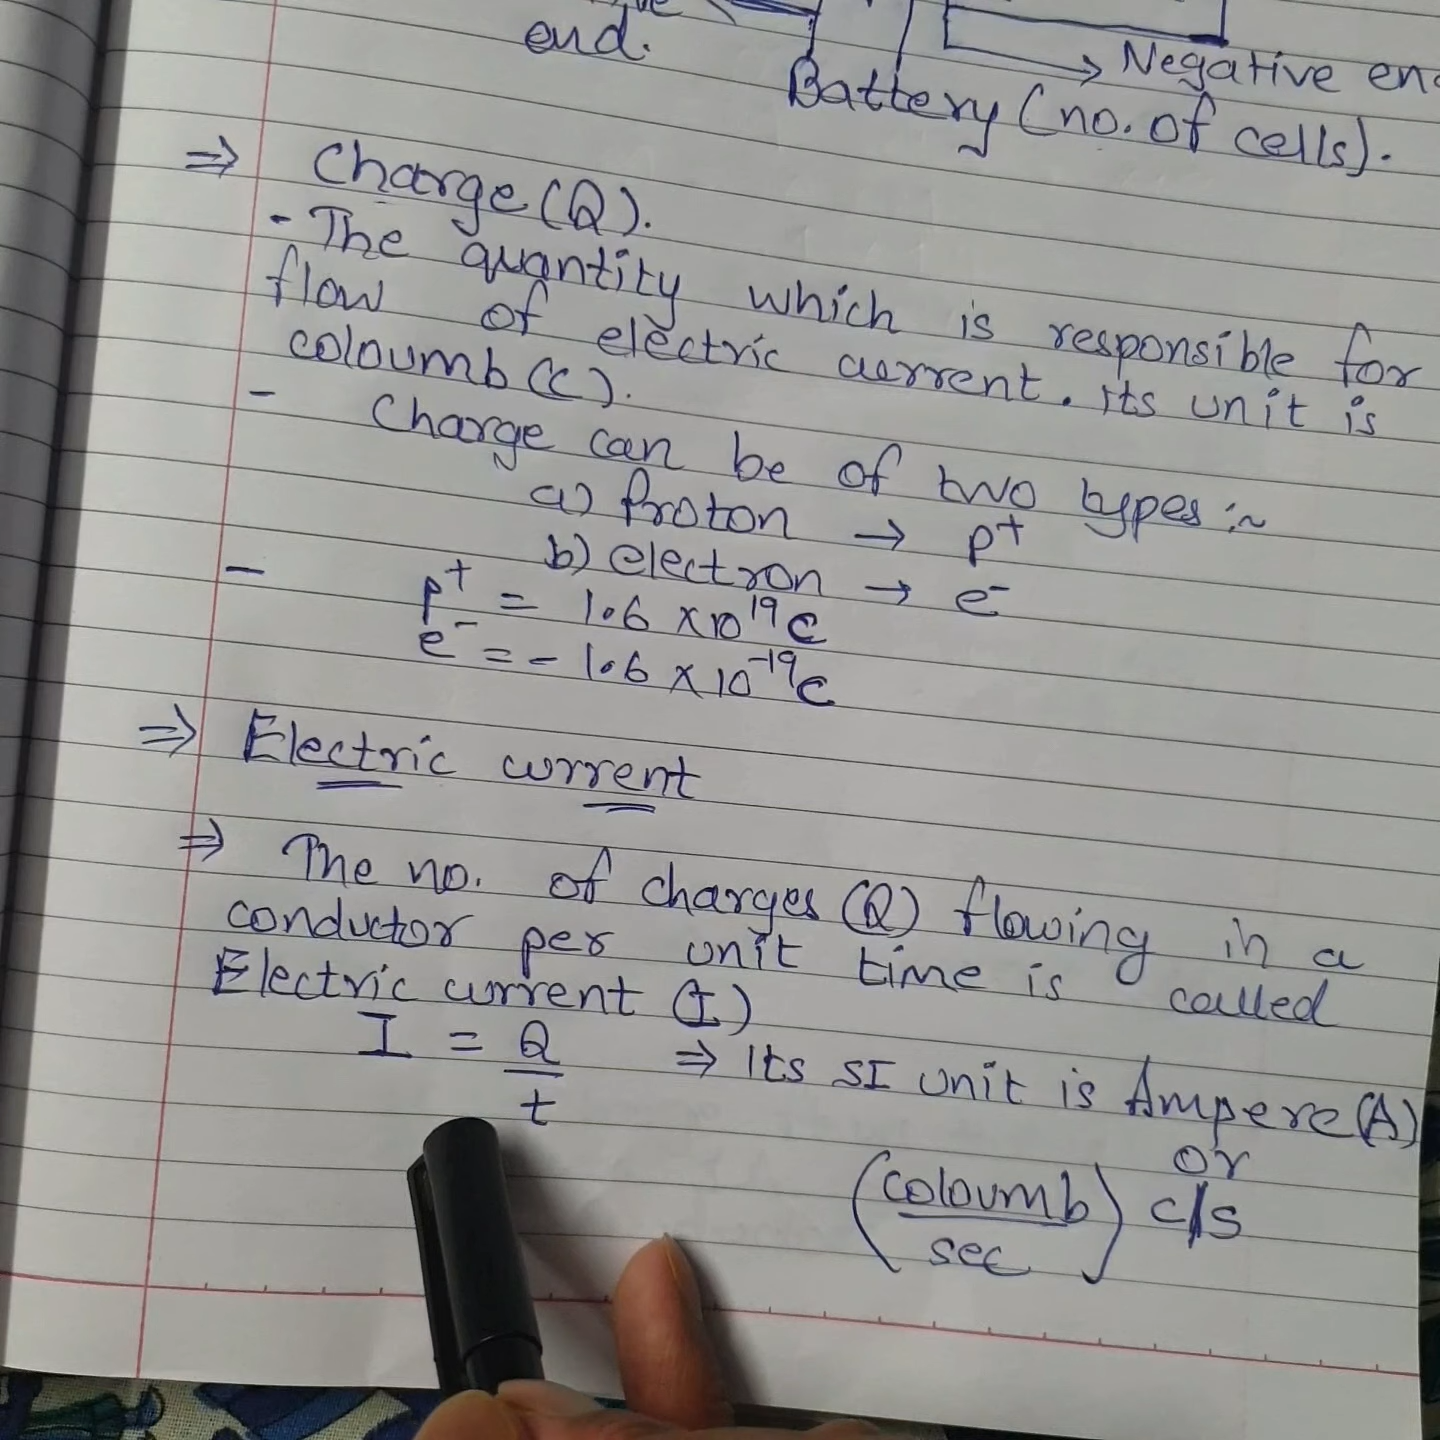 end.
Negative en
Battery (no. of cells).
⇒ Charge (Q).
- The quantity which is responsible for
flow of electric current. its unit is
coloumb (C).
- Charge can be of two types :~
a) Proton → p⁺
b) electron → e⁻
- p⁺ = 1.6 × 10¹⁹ C
e⁻ = - 1.6 × 10⁻¹⁹ C
⇒ Electric current
⇒ The no. of charges (Q) flowing in a
conductor per unit time is called
Electric current (I)
I = Q/t ⇒ Its SI unit is Ampere (A)
or
(coloumb/sec) c/s